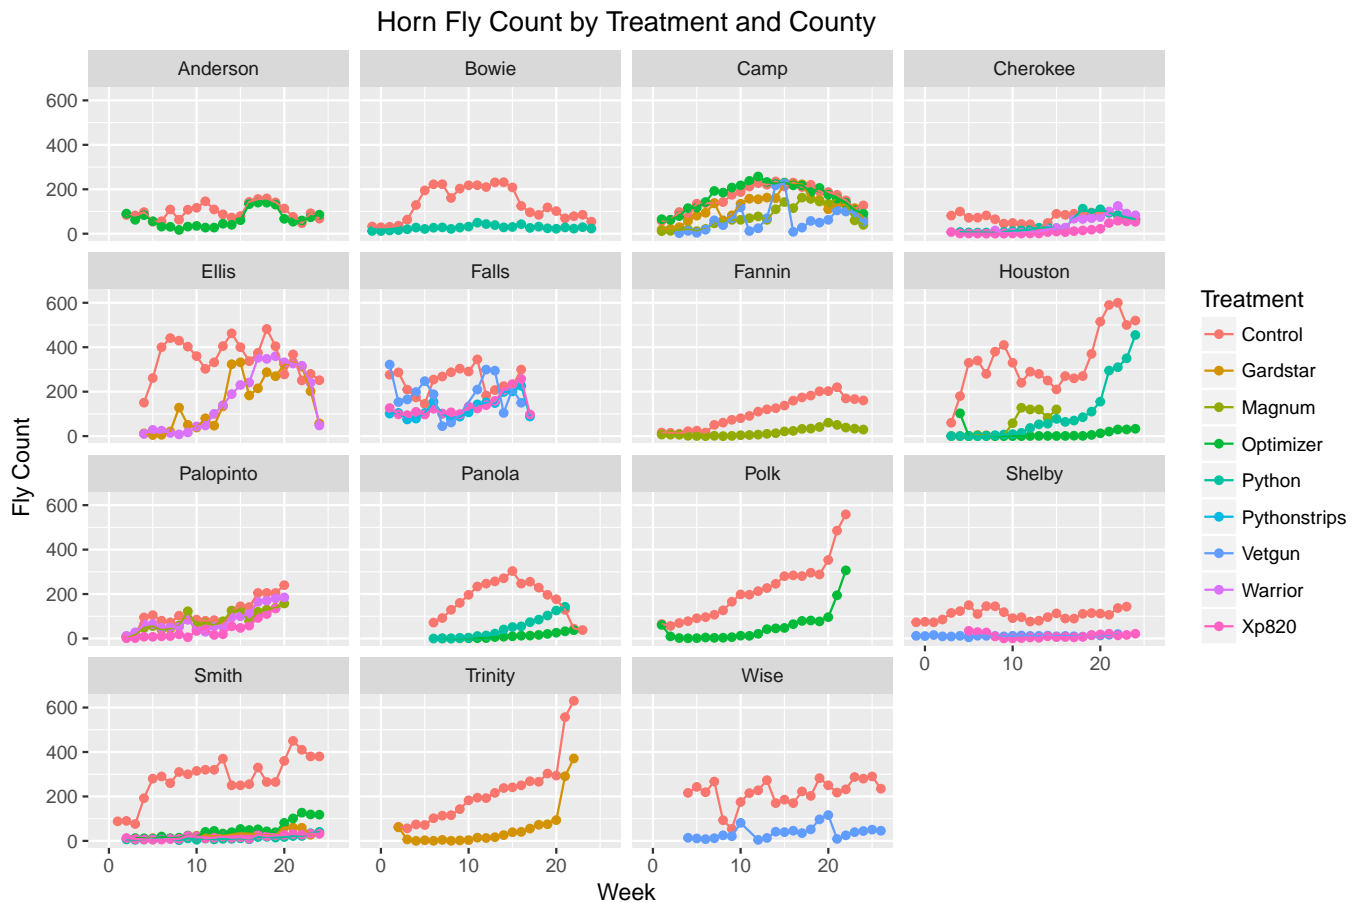 Horn Fly Count by Treatment and County
Anderson Bowie Camp Cherokee
600
400
200
0
Ellis Falls Fannin Houston
600
400
200
0
Palopinto Panola Polk Shelby
600
400
200
0
0 10 20
Smith Trinity Wise
600
400
200
0
0 10 20 0 10 20 0 10 20
Week
Fly Count
Treatment
Control
Gardstar
Magnum
Optimizer
Python
Pythonstrips
Vetgun
Warrior
Xp820